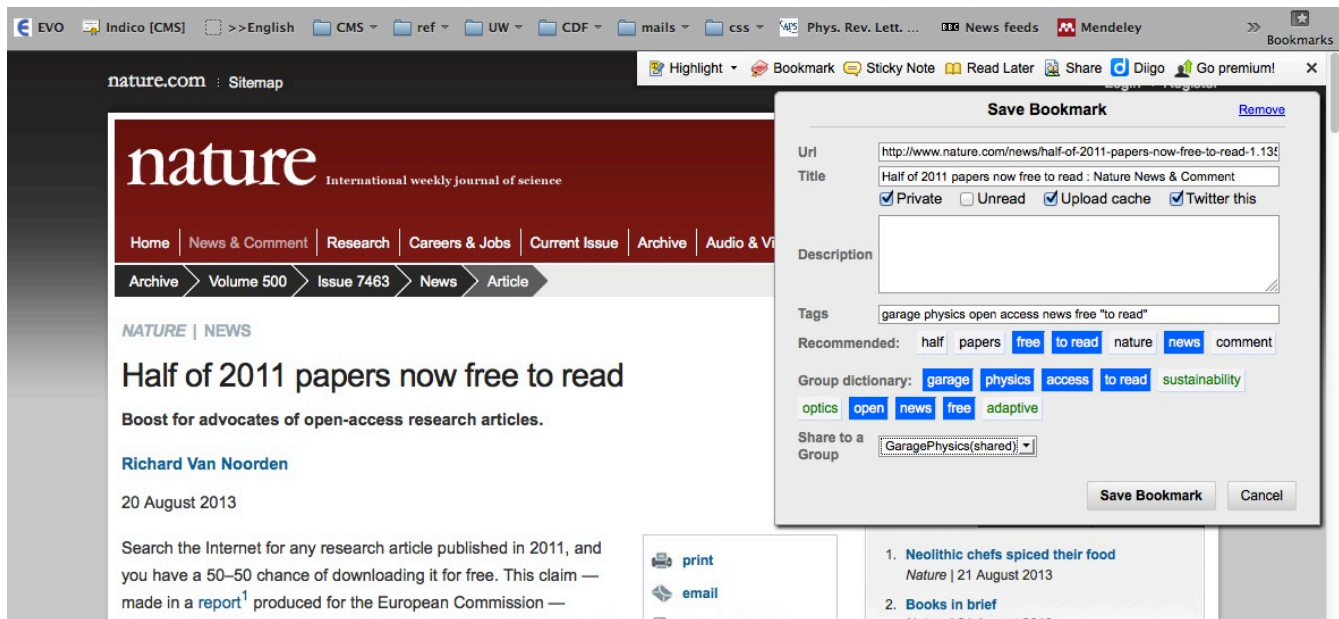 EVO Indico [CMS] >>English CMS ref UW CDF mails css APS Phys. Rev. Lett. ... BBC News feeds Mendeley >> Bookmarks
Highlight Bookmark Sticky Note Read Later Share Diigo Go premium! ×
nature.com : Sitemap
Save Bookmark Remove
nature International weekly journal of science
Home News & Comment Research Careers & Jobs Current Issue Archive Audio & Vi
Archive Volume 500 Issue 7463 News Article
Url http://www.nature.com/news/half-of-2011-papers-now-free-to-read-1.135
Title Half of 2011 papers now free to read : Nature News & Comment
Private Unread Upload cache Twitter this
Description
Tags garage physics open access news free "to read"
Recommended: half papers free to read nature news comment
Group dictionary: garage physics access to read sustainability
optics open news free adaptive
Share to a
Group GaragePhysics(shared)
Save Bookmark Cancel
NATURE | NEWS
Half of 2011 papers now free to read
Boost for advocates of open-access research articles.
Richard Van Noorden
20 August 2013
Search the Internet for any research article published in 2011, and
you have a 50–50 chance of downloading it for free. This claim —
made in a report1 produced for the European Commission —
print
email
1. Neolithic chefs spiced their food
Nature | 21 August 2013
2. Books in brief